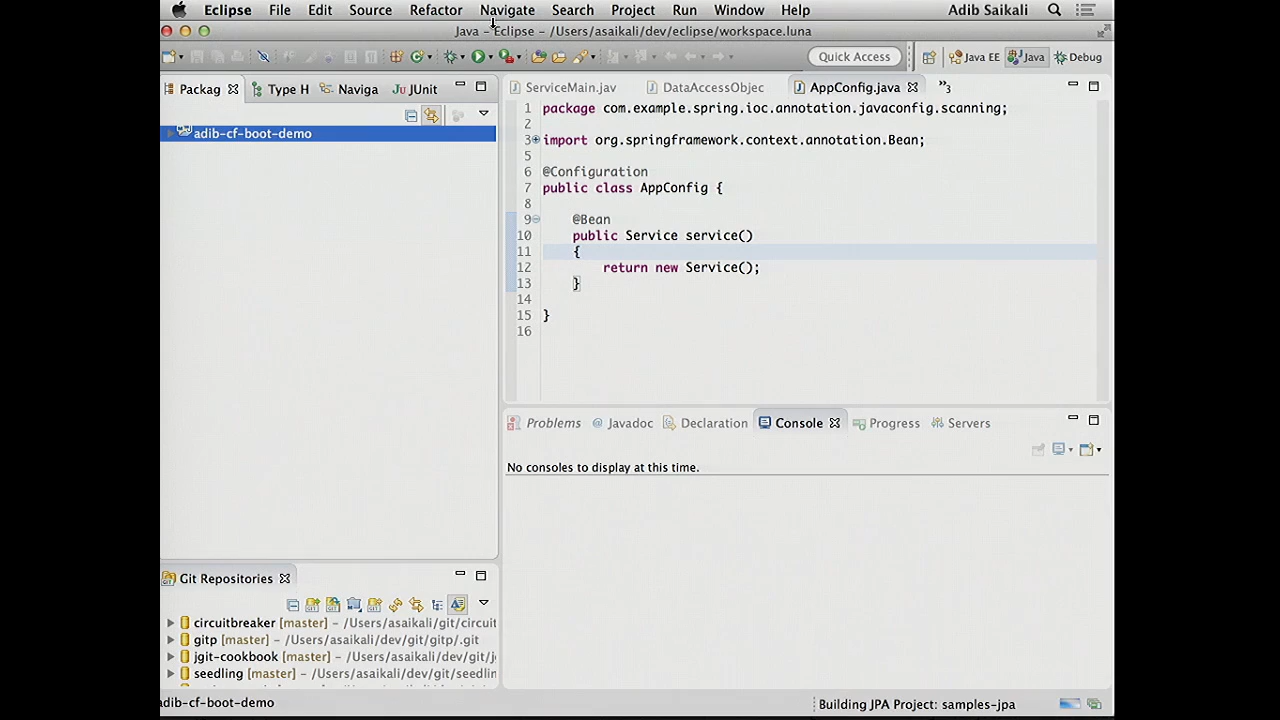 Eclipse File Edit Source Refactor Navigate Search Project Run Window Help Adib Saikali
Java – Eclipse – /Users/asaikali/dev/eclipse/workspace.luna
Quick Access Java EE Java Debug
Packag Type H Naviga JUnit
adib-cf-boot-demo
ServiceMain.jav DataAccessObjec AppConfig.java »3
1 package com.example.spring.ioc.annotation.javaconfig.scanning;
2
3 import org.springframework.context.annotation.Bean;
5
6 @Configuration
7 public class AppConfig {
8
9 @Bean
10 public Service service()
11 {
12 return new Service();
13 }
14
15 }
16
Problems @ Javadoc Declaration Console Progress Servers
No consoles to display at this time.
Git Repositories
circuitbreaker [master] – /Users/asaikali/git/circuit
gitp [master] – /Users/asaikali/dev/git/gitp/.git
jgit-cookbook [master] – /Users/asaikali/dev/git/jg
seedling [master] – /Users/asaikali/dev/git/seedlin
adib-cf-boot-demo
Building JPA Project: samples-jpa